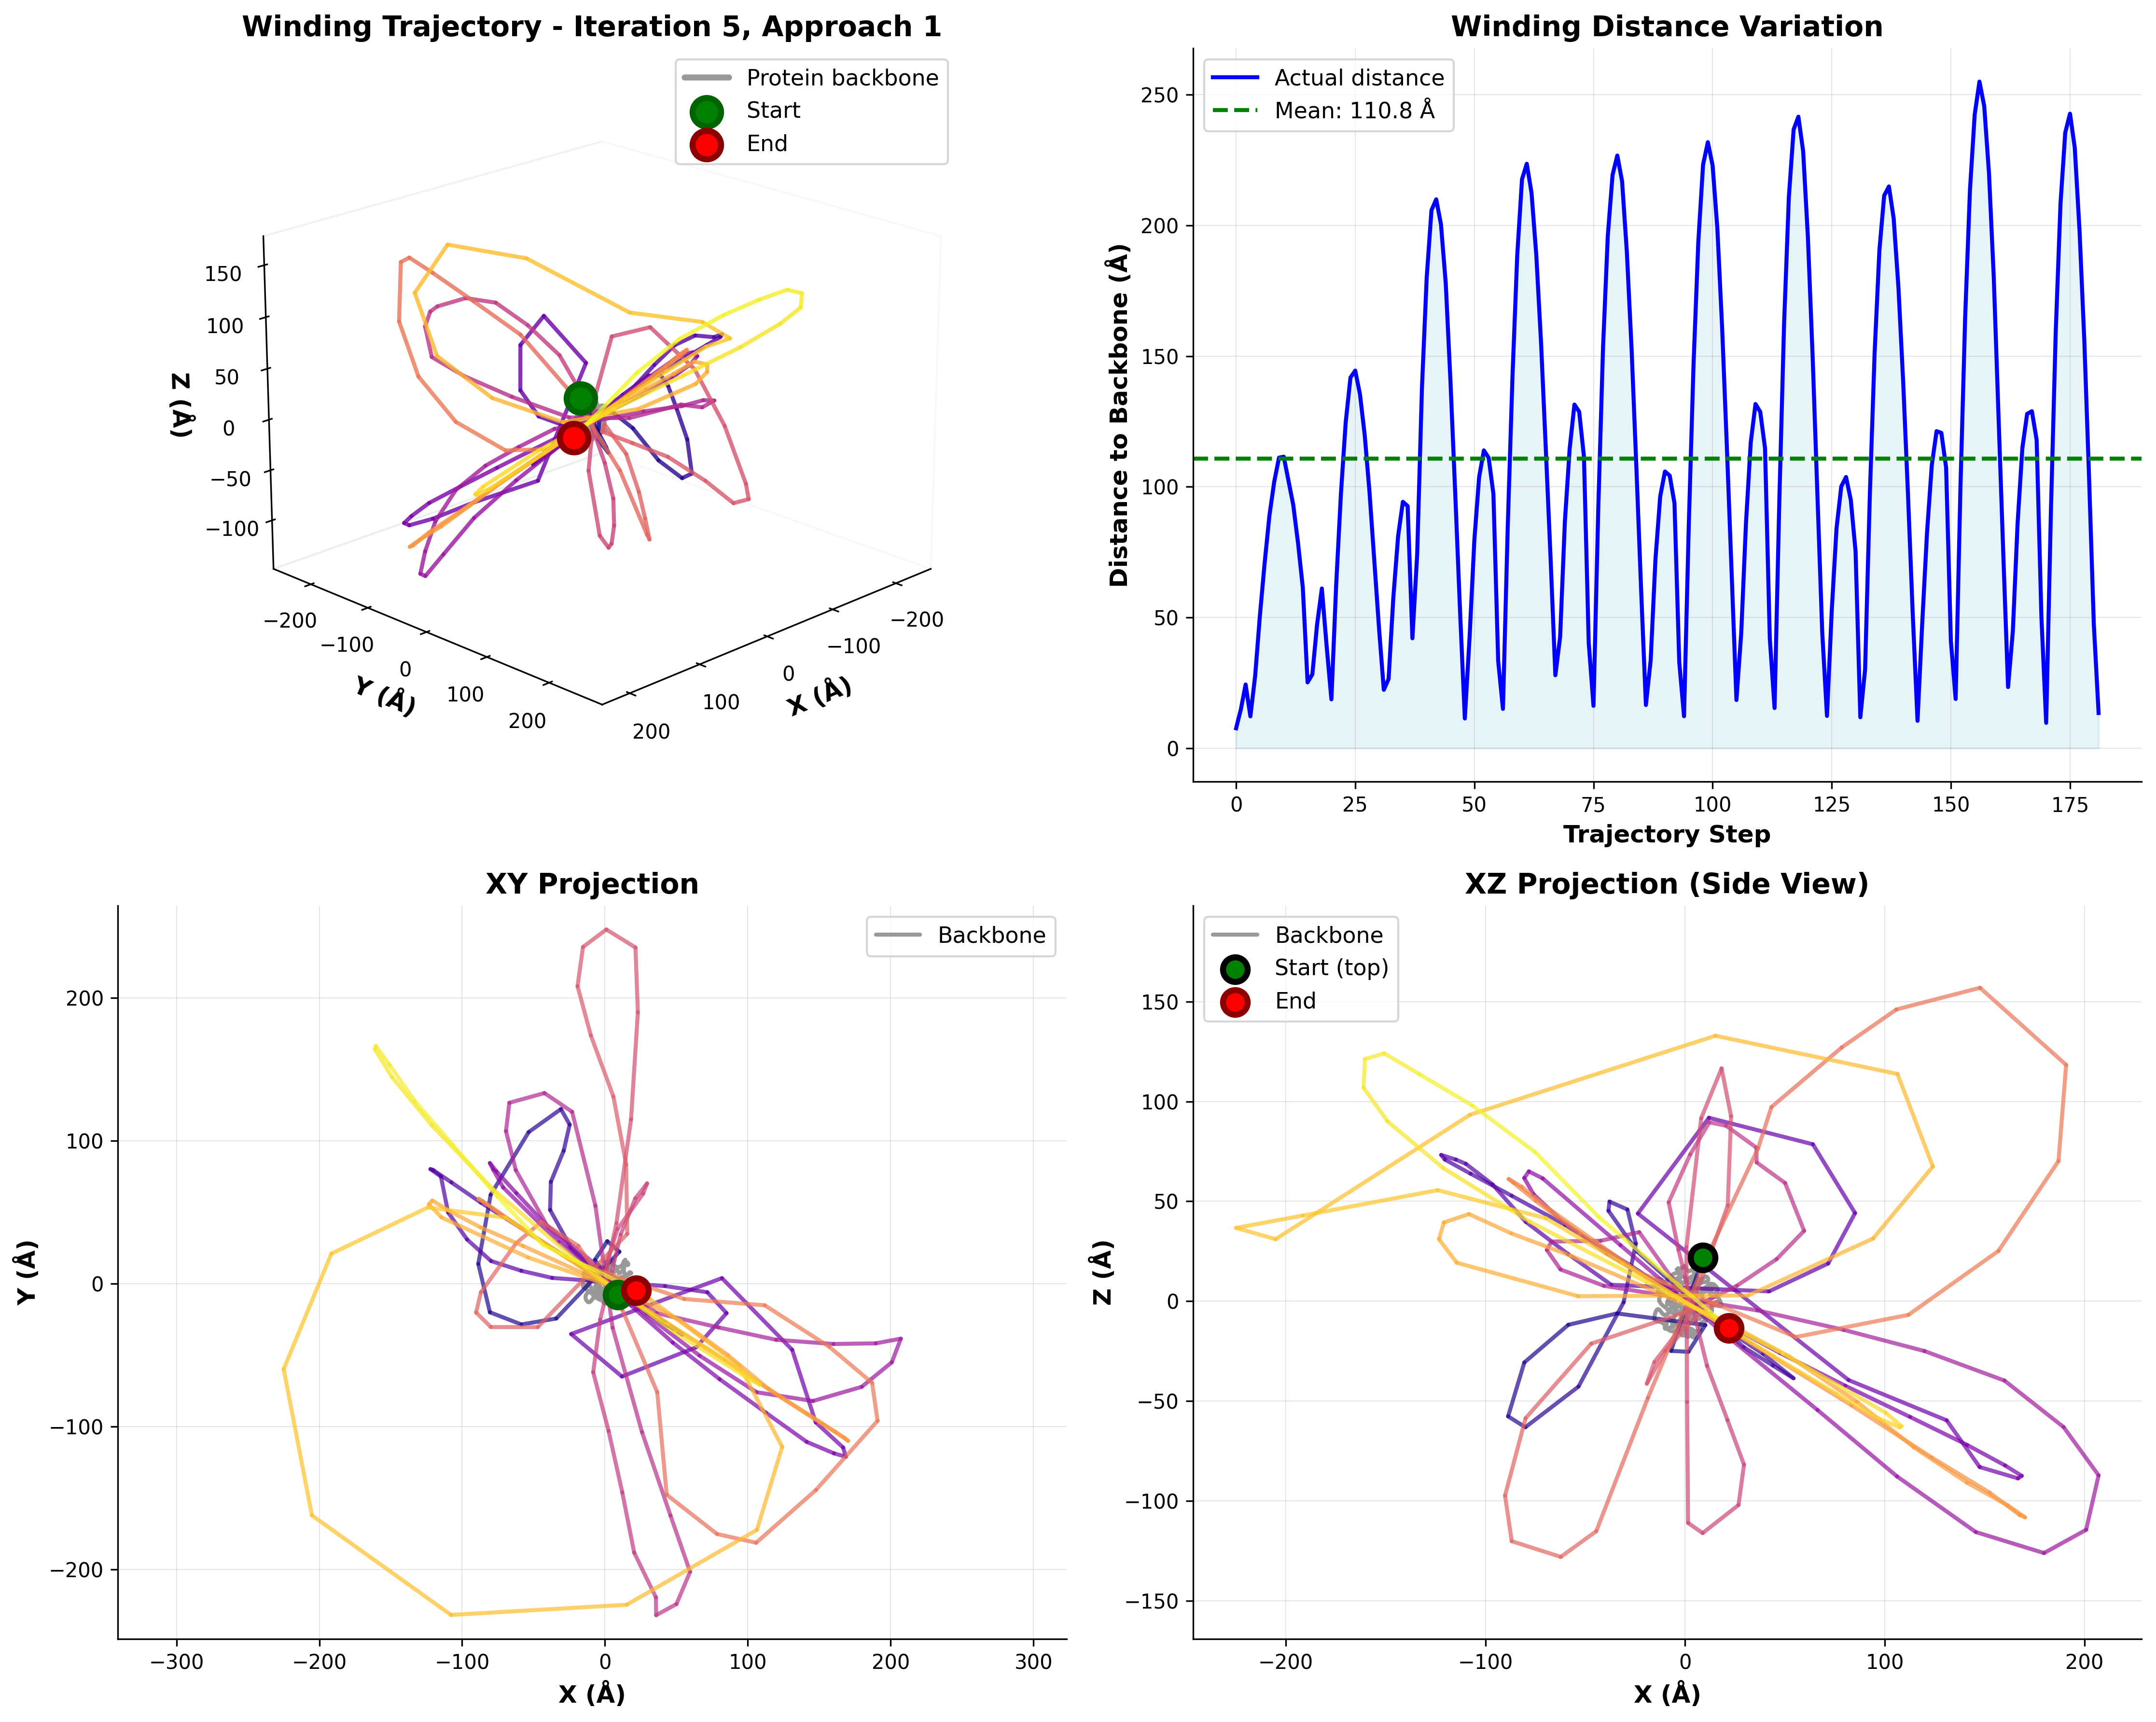 Winding Trajectory - Iteration 5, Approach 1
Protein backbone
Start
End
150
100
50
0
−50
−100
Z (Å)
−200
−100
0
100
200
Y (Å)
−200
−100
0
100
200
X (Å)
Winding Distance Variation
Actual distance
Mean: 110.8 Å
250
200
150
100
50
0
Distance to Backbone (Å)
0
25
50
75
100
125
150
175
Trajectory Step
XY Projection
Backbone
200
100
0
−100
−200
Y (Å)
−300
−200
−100
0
100
200
300
X (Å)
XZ Projection (Side View)
Backbone
Start (top)
End
150
100
50
0
−50
−100
−150
Z (Å)
−200
−100
0
100
200
X (Å)